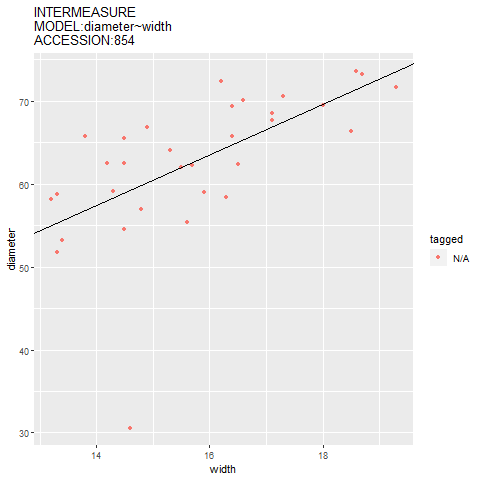 INTERMEASURE
MODEL:diameter~width
ACCESSION:854
70
60
50
40
30
diameter
14
16
18
width
tagged
N/A